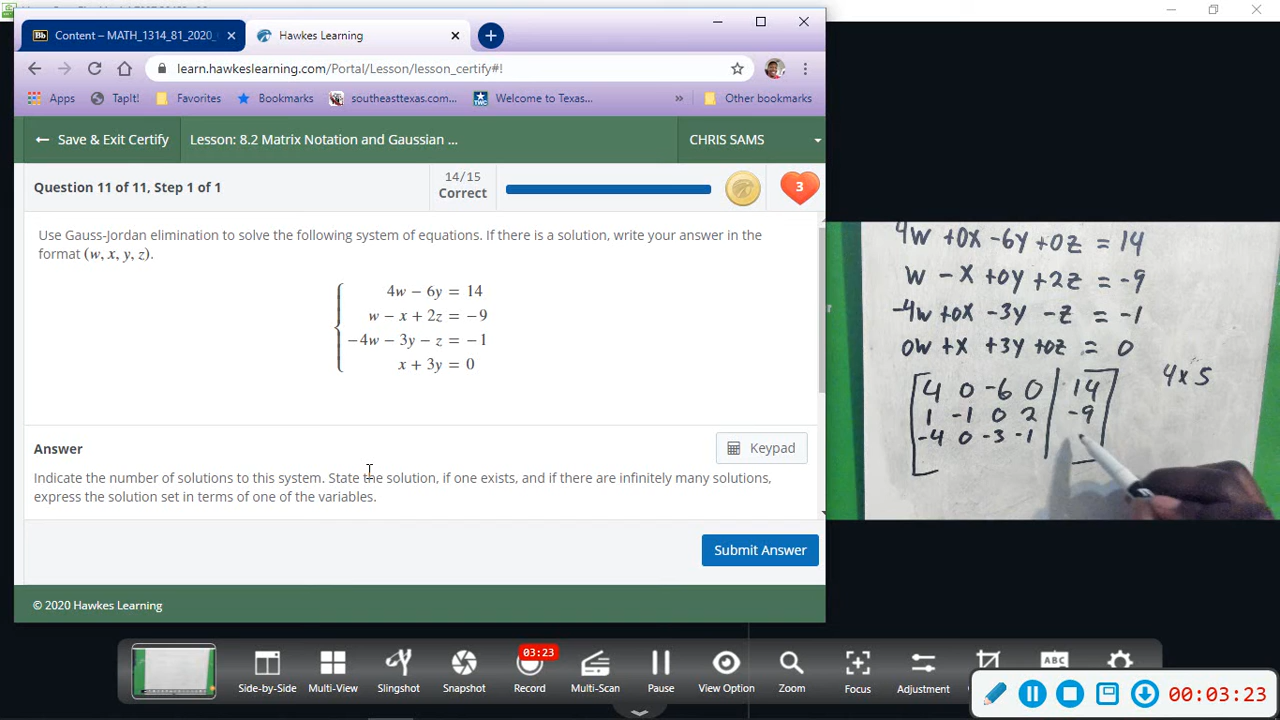 Content – MATH_1314_81_2020_
Hawkes Learning
learn.hawkeslearning.com/Portal/Lesson/lesson_certify#!
Apps
TapIt!
Favorites
Bookmarks
southeasttexas.com...
Welcome to Texas...
»
Other bookmarks
← Save & Exit Certify
Lesson: 8.2 Matrix Notation and Gaussian ...
CHRIS SAMS
Question 11 of 11, Step 1 of 1
14/15
Correct
3
Use Gauss-Jordan elimination to solve the following system of equations. If there is a solution, write your answer in the
format (w, x, y, z).
4w − 6y = 14
w − x + 2z = −9
−4w − 3y − z = −1
x + 3y = 0
Answer
Keypad
Indicate the number of solutions to this system. State the solution, if one exists, and if there are infinitely many solutions,
express the solution set in terms of one of the variables.
Submit Answer
© 2020 Hawkes Learning
4w +0x -6y +0z = 14
w - x +0y +2z = -9
-4w +0x -3y -z = -1
0w +x +3y +0z = 0
4 0 -6 0 | 14
1 -1 0 2 | -9
-4 0 -3 -1
4x5
Side-by-Side
Multi-View
Slingshot
Snapshot
03:23
Record
Multi-Scan
Pause
View Option
Zoom
Focus
Adjustment
ABC
00:03:23